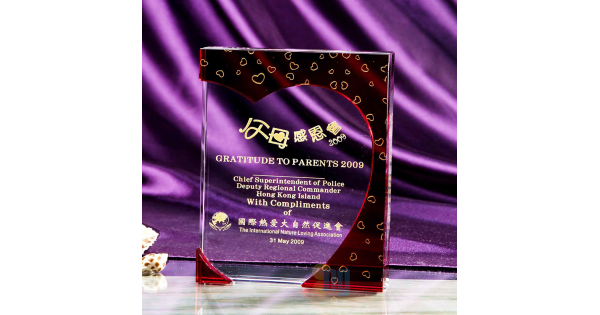 父母感恩會
2009
GRATITUDE TO PARENTS 2009
Chief Superintendent of Police
Deputy Regional Commander
Hong Kong Island
With Compliments
of
國際熱愛大自然促進會
The International Nature Loving Association
31 May 2009